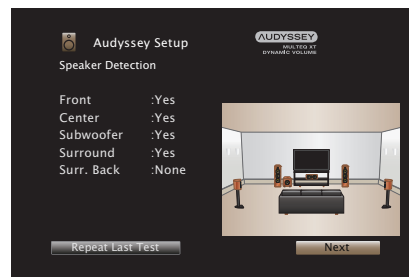 Audyssey Setup
AUDYSSEY
MULTEQ XT
DYNAMIC VOLUME
Speaker Detection
Front :Yes
Center :Yes
Subwoofer :Yes
Surround :Yes
Surr. Back :None
Repeat Last Test
Next